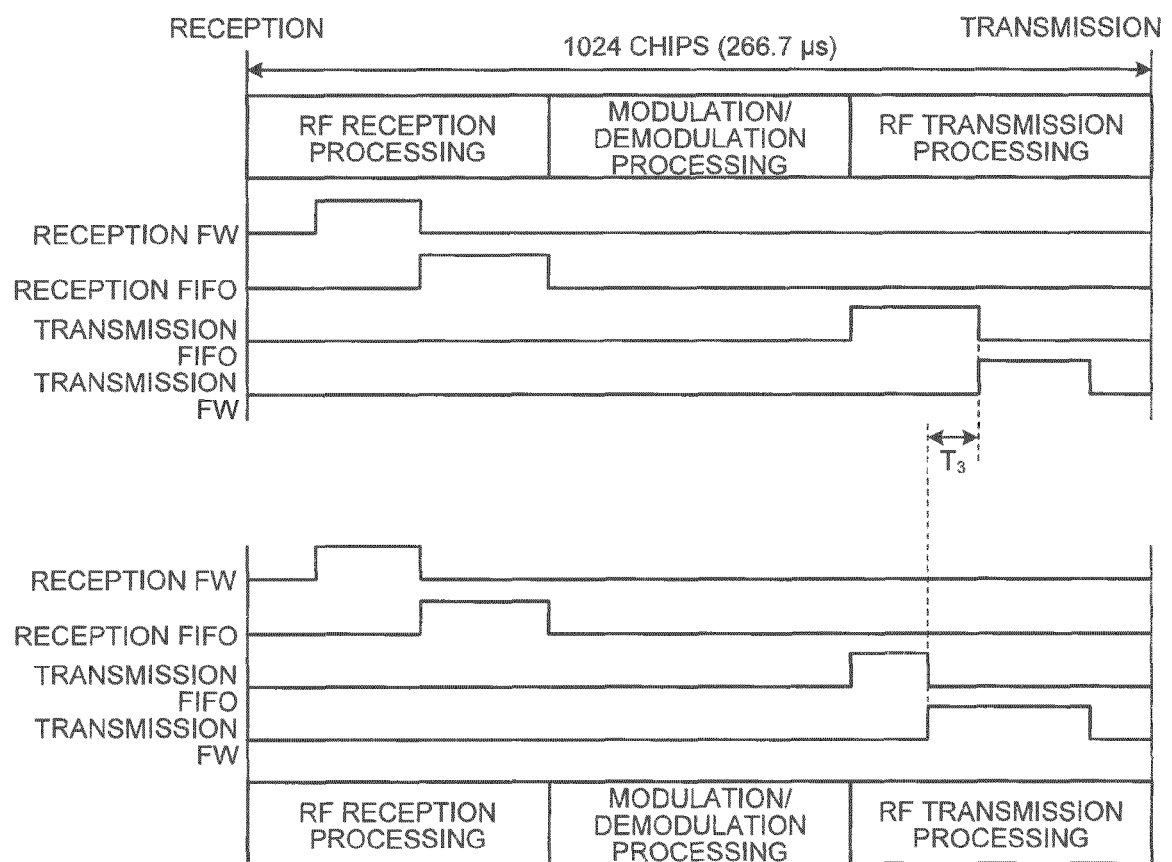 RECEPTION
TRANSMISSION
1024 CHIPS (266.7 µs)
RF RECEPTION
PROCESSING
MODULATION/
DEMODULATION
PROCESSING
RF TRANSMISSION
PROCESSING
RECEPTION FW
RECEPTION FIFO
TRANSMISSION
FIFO
TRANSMISSION
FW
T₃
RECEPTION FW
RECEPTION FIFO
TRANSMISSION
FIFO
TRANSMISSION
FW
RF RECEPTION
PROCESSING
MODULATION/
DEMODULATION
PROCESSING
RF TRANSMISSION
PROCESSING